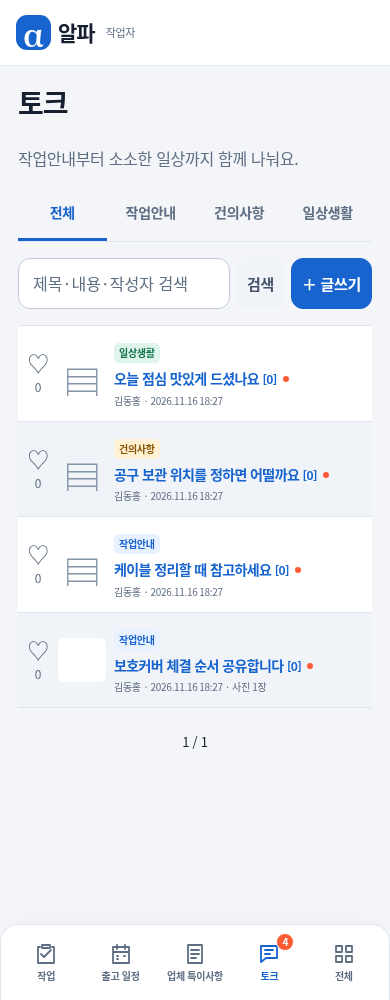 α 알파 작업자
토크
작업안내부터 소소한 일상까지 함께 나눠요.
전체 작업안내 건의사항 일상생활
제목·내용·작성자 검색 검색 + 글쓰기
일상생활
오늘 점심 맛있게 드셨나요 [0]
0
김동흥 · 2026.11.16 18:27
건의사항
공구 보관 위치를 정하면 어떨까요 [0]
0
김동흥 · 2026.11.16 18:27
작업안내
케이블 정리할 때 참고하세요 [0]
0
김동흥 · 2026.11.16 18:27
작업안내
보호커버 체결 순서 공유합니다 [0]
0
김동흥 · 2026.11.16 18:27 · 사진 1장
1 / 1
4
작업 출고 일정 업체 특이사항 토크 전체